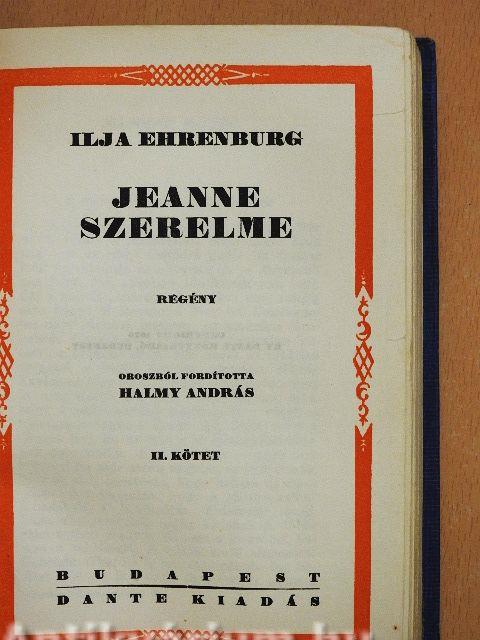 ILJA EHRENBURG
JEANNE
SZERELME
REGÉNY
OROSZBÓL FORDÍTOTTA
HALMY ANDRÁS
II. KÖTET
BUDAPEST
DANTE KIADÁS